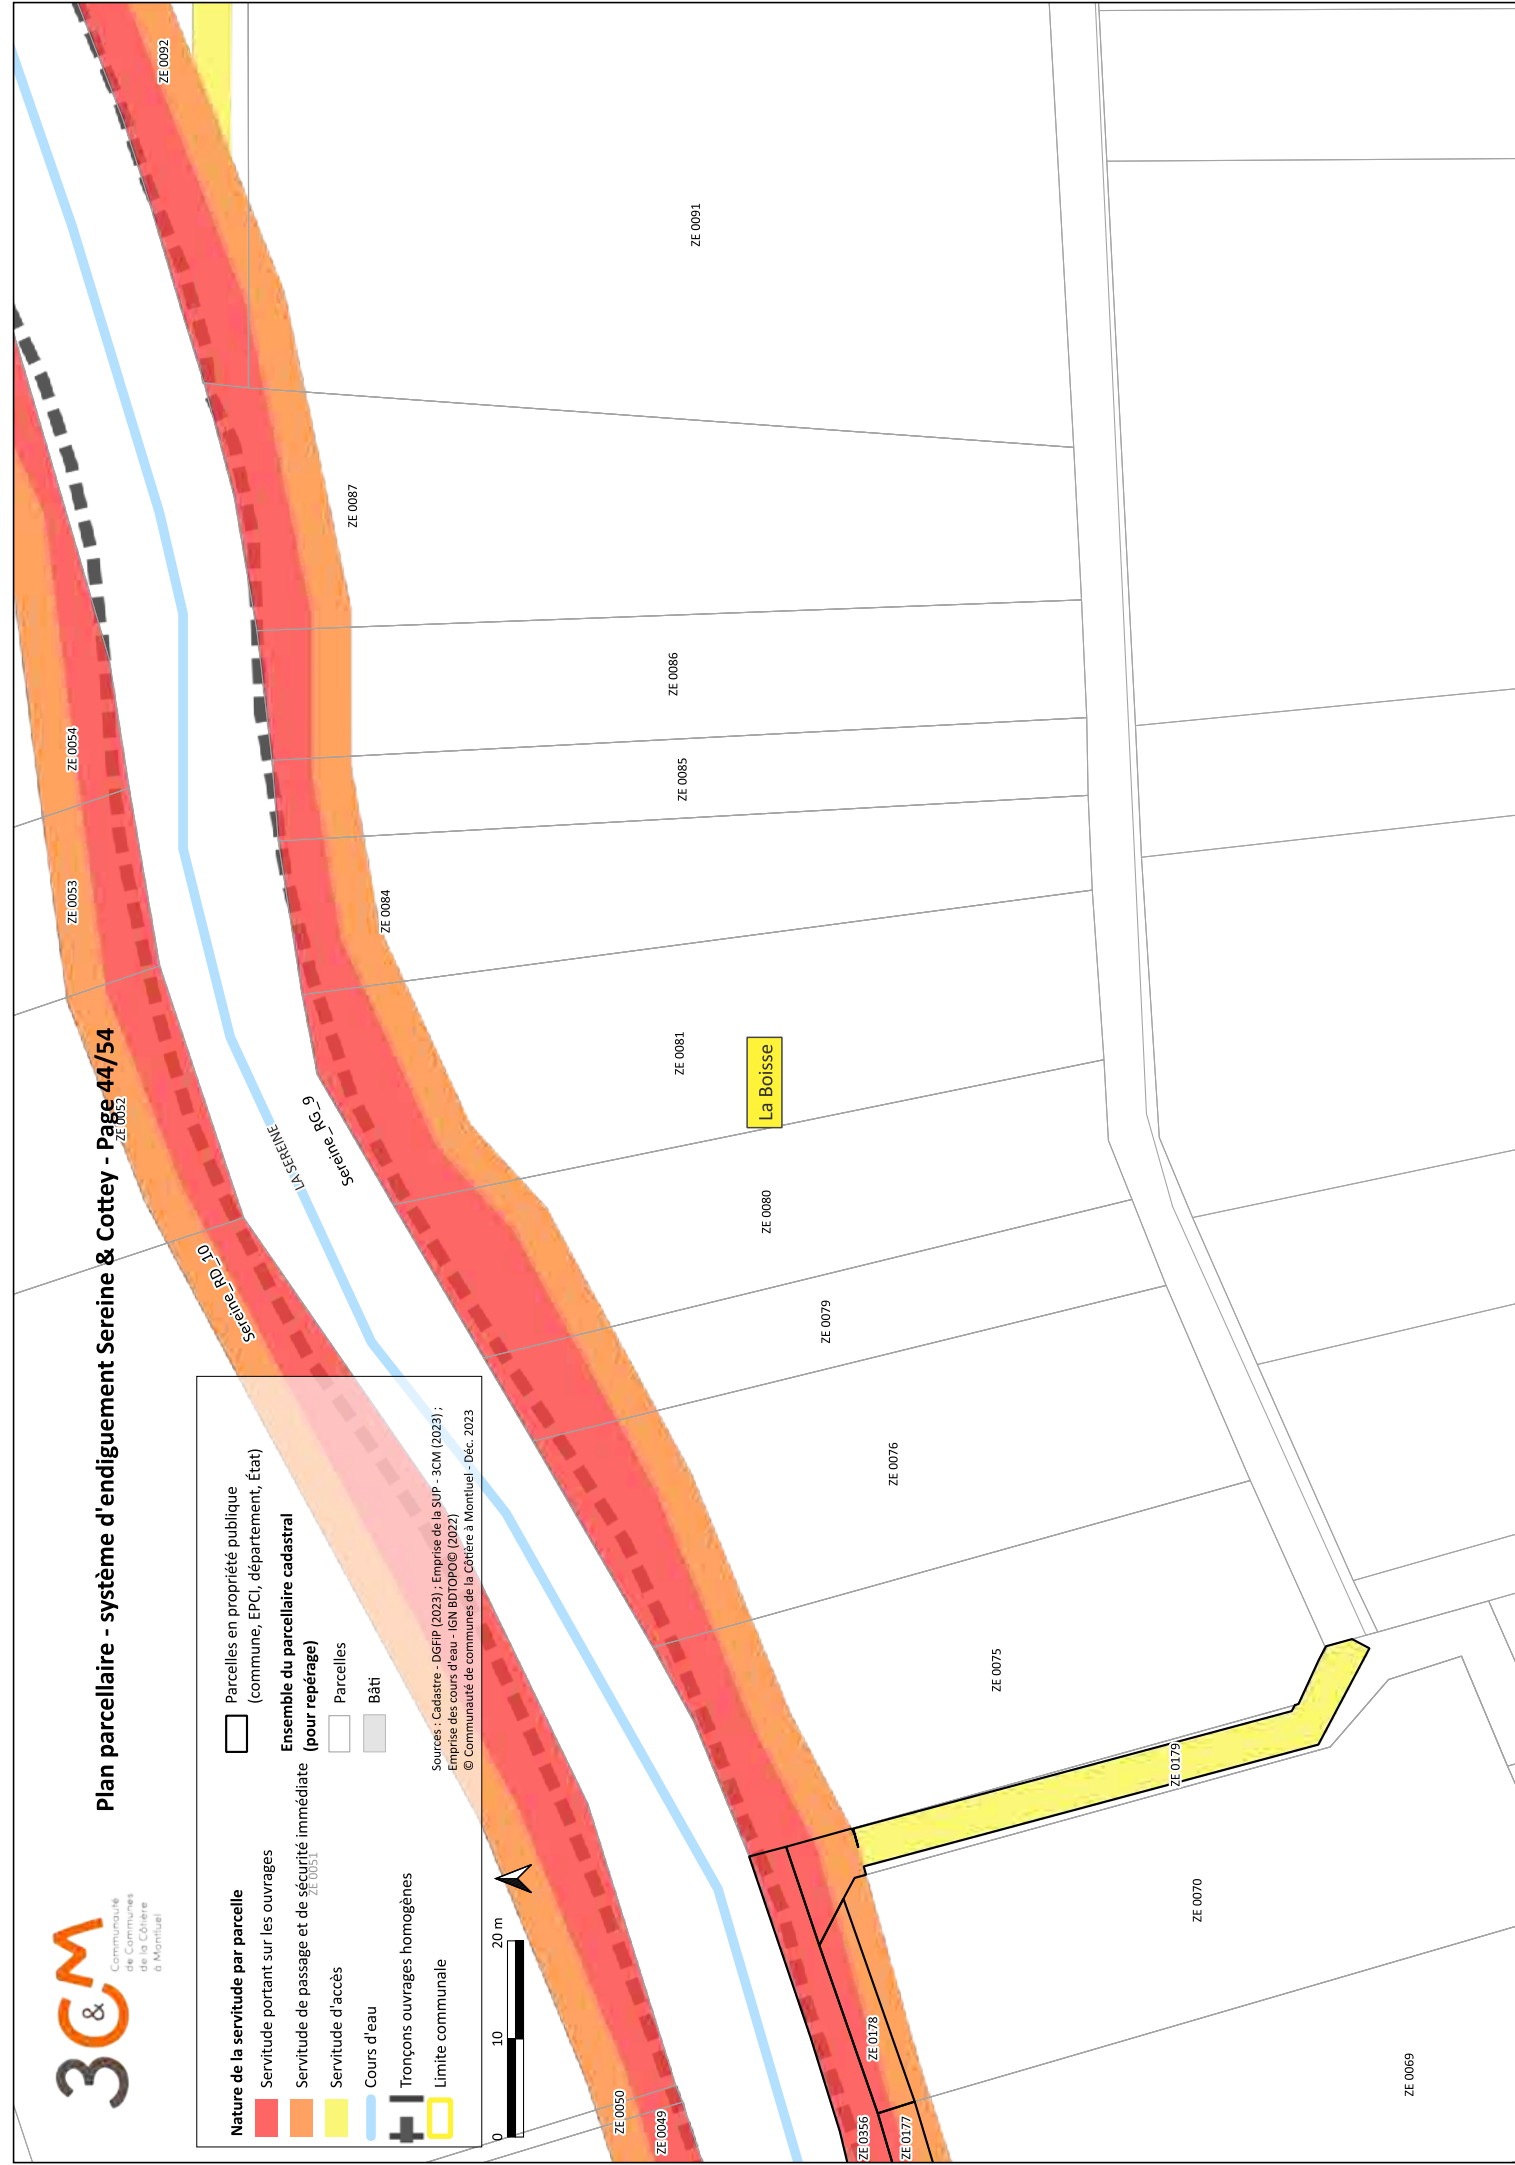 3C&M
Communauté
de Communes
de la Côtière
à Montluel
Plan parcellaire - système d'endiguement Sereine & Cottey - Page 44/54
Nature de la servitude par parcelle
Servitude portant sur les ouvrages
Servitude de passage et de sécurité immédiate
Servitude d'accès
Cours d'eau
Tronçons ouvrages homogènes
Limite communale
Parcelles en propriété publique
(commune, EPCI, département, État)
Ensemble du parcellaire cadastral
(pour repérage)
Parcelles
Bâti
Sources : Cadastre - DGFiP (2023) ; Emprise de la SUP - 3CM (2023) ;
Emprise des cours d'eau - IGN BDTOPO© (2022)
© Communauté de communes de la Côtière à Montluel - Déc. 2023
0 10 20 m
ZE 0049
ZE 0050
ZE 0051
ZE 0052
ZE 0053
ZE 0054
Sereine_RD_10
LA SEREINE
Sereine_RG_9
ZE 0092
ZE 0091
ZE 0087
ZE 0086
ZE 0085
ZE 0084
ZE 0081
La Boisse
ZE 0080
ZE 0079
ZE 0076
ZE 0075
ZE 0179
ZE 0070
ZE 0069
ZE 0178
ZE 0356
ZE 0177